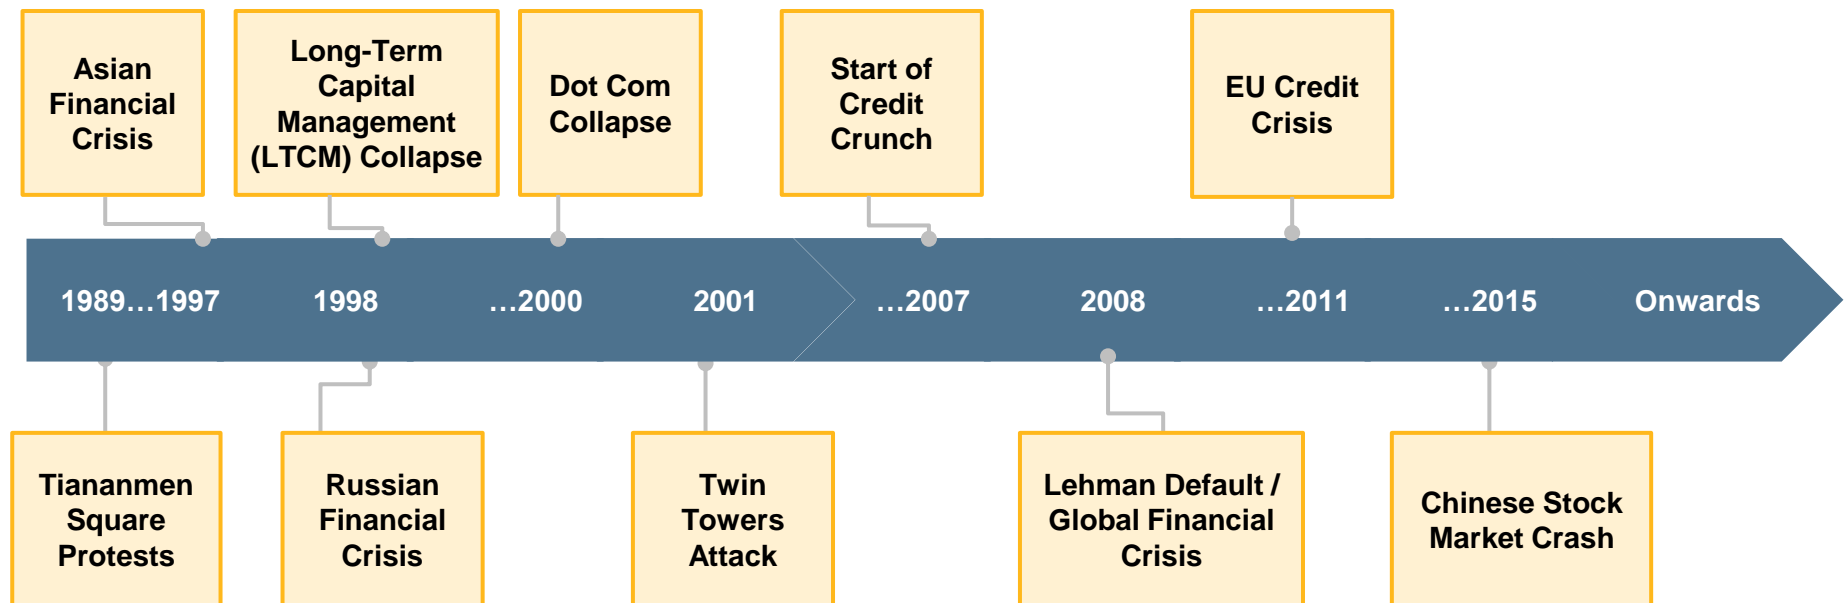 Asian
Financial
Crisis
Long-Term
Capital
Management
(LTCM) Collapse
Dot Com
Collapse
Start of
Credit
Crunch
EU Credit
Crisis
1989...1997
1998
...2000
2001
...2007
2008
...2011
...2015
Onwards
Tiananmen
Square
Protests
Russian
Financial
Crisis
Twin
Towers
Attack
Lehman Default /
Global Financial
Crisis
Chinese Stock
Market Crash